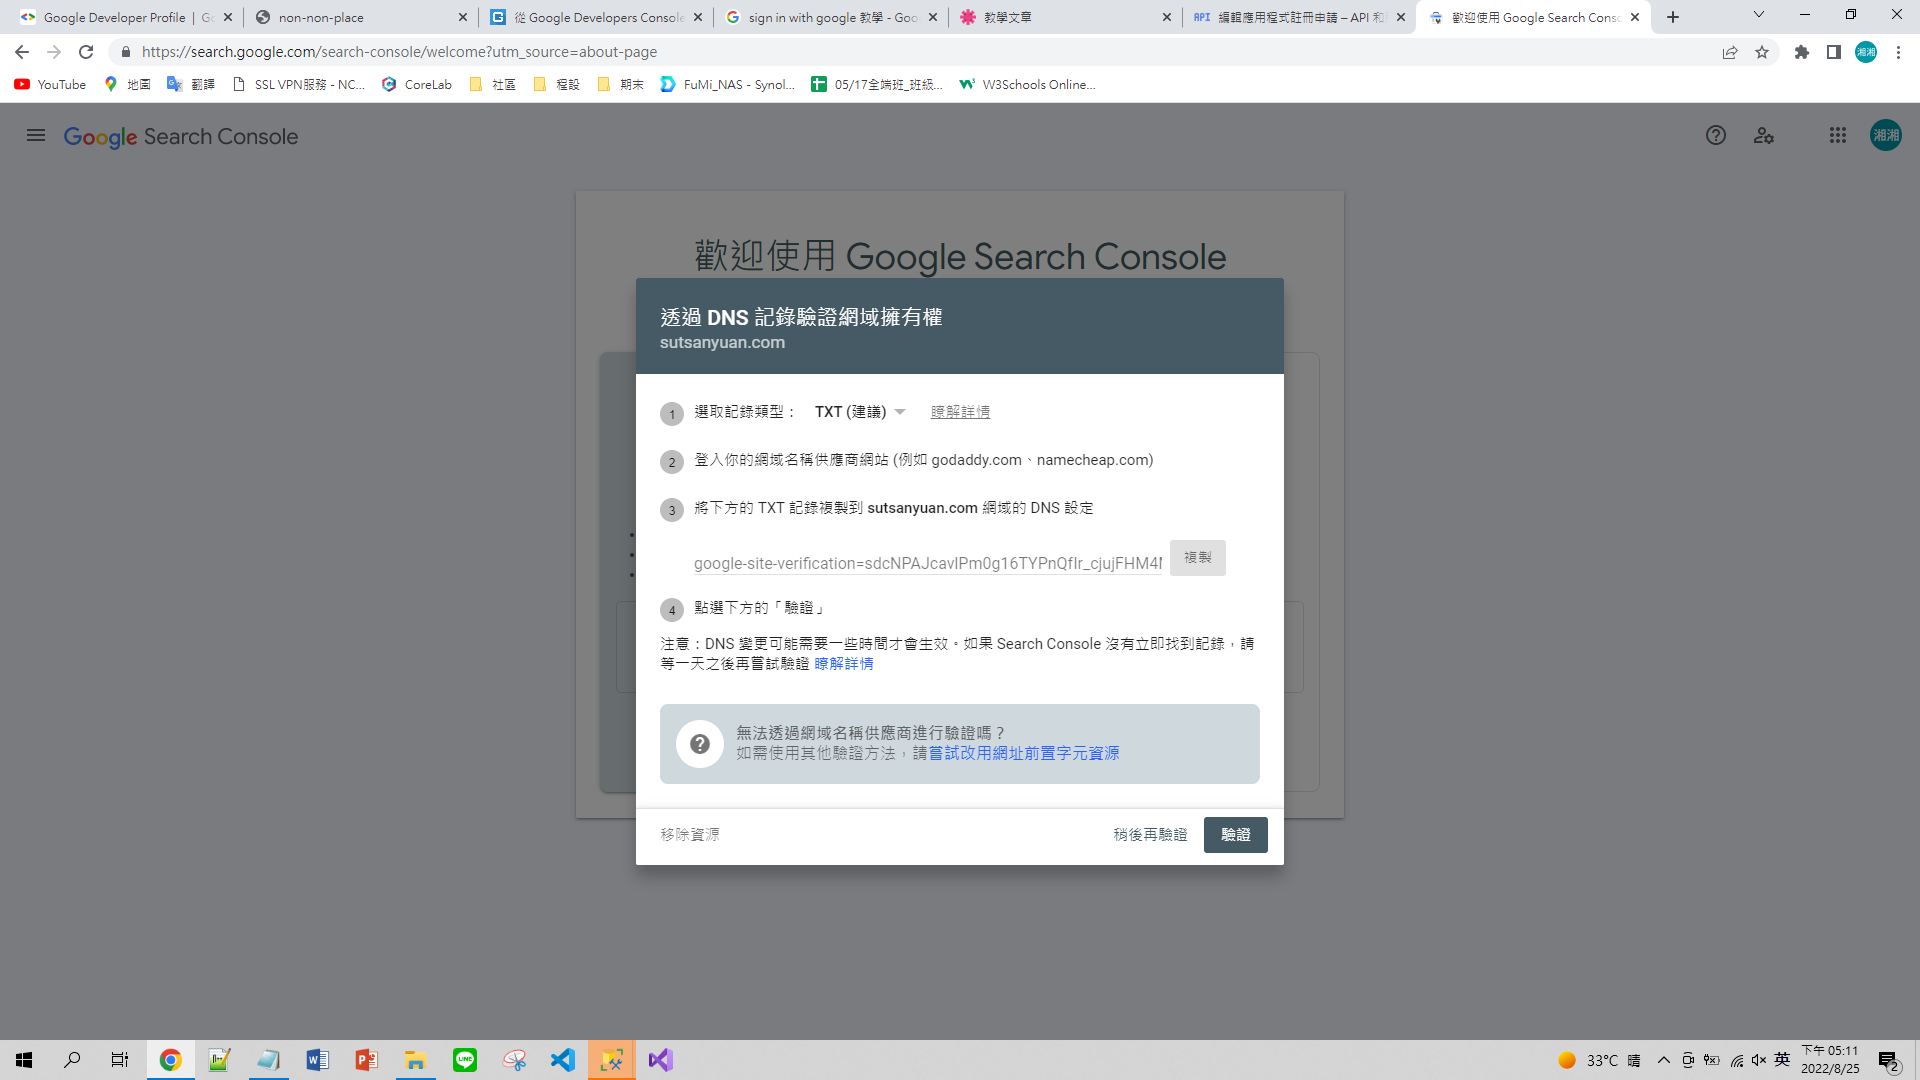 Google Developer Profile | Go
non-non-place
從 Google Developers Console
sign in with google 教學 - Goo
教學文章
API 編輯應用程式註冊申請 – API 和
歡迎使用 Google Search Conso
https://search.google.com/search-console/welcome?utm_source=about-page
湘湘
YouTube
地圖
翻譯
SSL VPN服務 - NC...
CoreLab
社區
程設
期末
FuMi_NAS - Synol...
05/17全端班_班級...
W3Schools Online...
Google Search Console
湘湘
歡迎使用 Google Search Console
透過 DNS 記錄驗證網域擁有權
sutsanyuan.com
1 選取記錄類型： TXT (建議) 瞭解詳情
2 登入你的網域名稱供應商網站 (例如 godaddy.com、namecheap.com)
3 將下方的 TXT 記錄複製到 sutsanyuan.com 網域的 DNS 設定
google-site-verification=sdcNPAJcavlPm0g16TYPnQfIr_cjujFHM4
複製
4 點選下方的「驗證」
注意：DNS 變更可能需要一些時間才會生效。如果 Search Console 沒有立即找到記錄，請
等一天之後再嘗試驗證 瞭解詳情
無法透過網域名稱供應商進行驗證嗎？
如需使用其他驗證方法，請嘗試改用網址前置字元資源
移除資源
稍後再驗證
驗證
33°C 晴
英
下午 05:11
2022/8/25
2